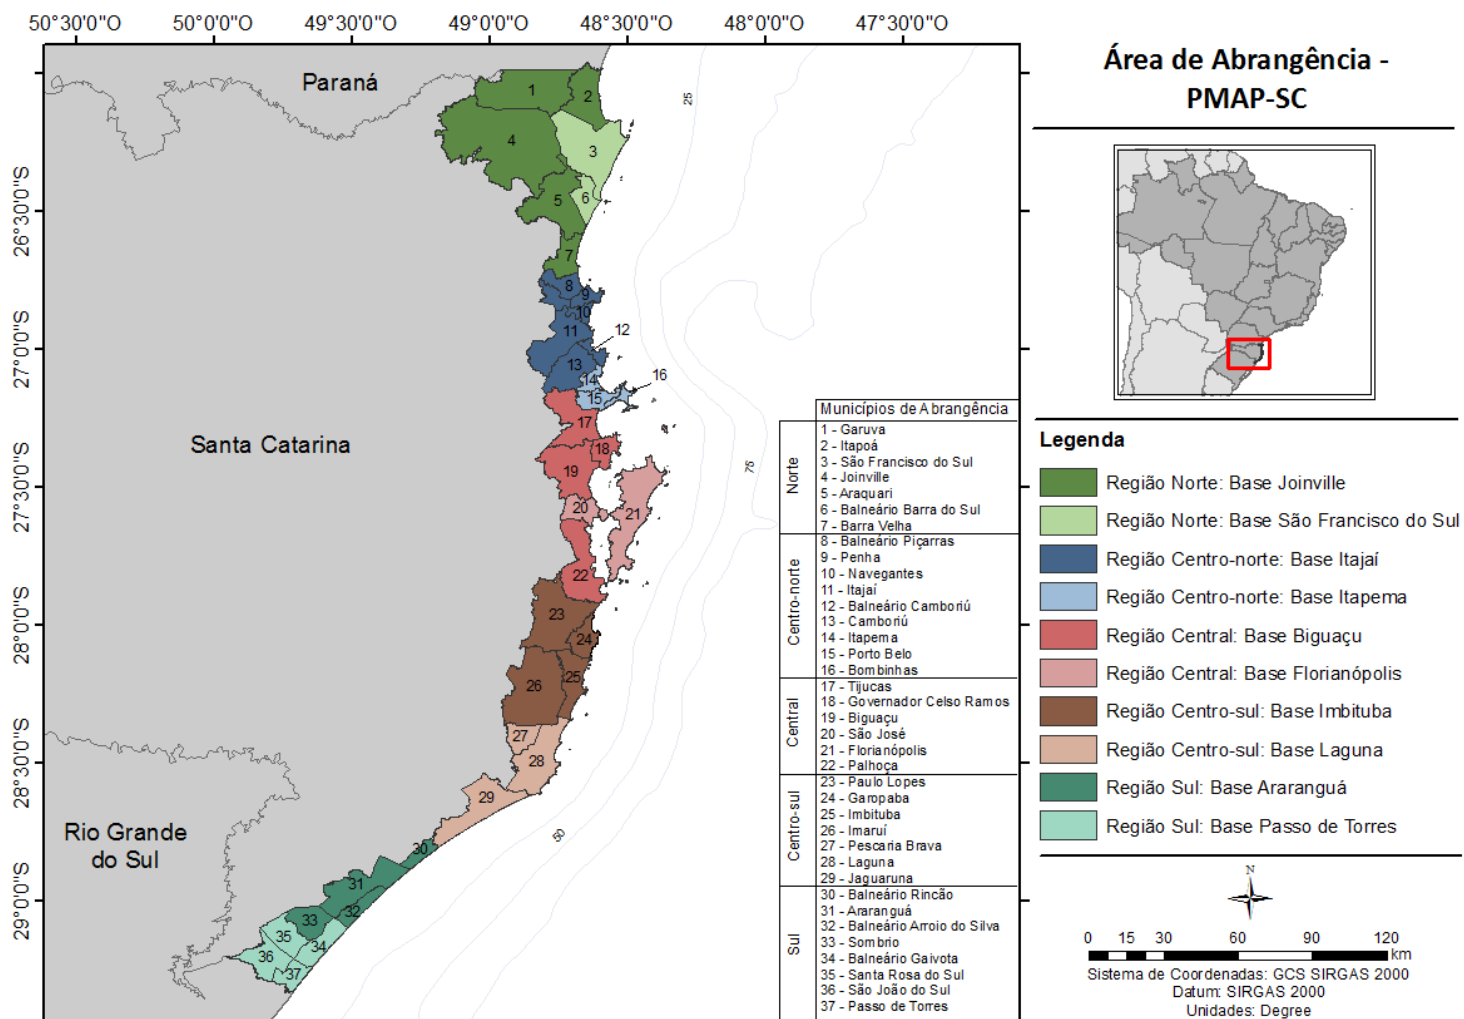 50°30'0"O 50°0'0"O 49°30'0"O 49°0'0"O 48°30'0"O 48°0'0"O 47°30'0"O
26°30'0"S
27°0'0"S
27°30'0"S
28°0'0"S
28°30'0"S
29°0'0"S
Paraná
Santa Catarina
Rio Grande
do Sul
25
75
50
1
2
3
4
5
6
7
8
9
10
11
12
13
14
15
16
17
18
19
20
21
22
23
24
25
26
27
28
29
30
31
32
33
34
35
36
37
Municípios de Abrangência
Norte
1 - Garuva
2 - Itapoá
3 - São Francisco do Sul
4 - Joinville
5 - Araquari
6 - Balneário Barra do Sul
7 - Barra Velha
Centro-norte
8 - Balneário Piçarras
9 - Penha
10 - Navegantes
11 - Itajaí
12 - Balneário Camboriú
13 - Camboriú
14 - Itapema
15 - Porto Belo
16 - Bombinhas
Central
17 - Tijucas
18 - Governador Celso Ramos
19 - Biguaçu
20 - São José
21 - Florianópolis
22 - Palhoça
Centro-sul
23 - Paulo Lopes
24 - Garopaba
25 - Imbituba
26 - Imaruí
27 - Pescaria Brava
28 - Laguna
29 - Jaguaruna
Sul
30 - Balneário Rincão
31 - Araranguá
32 - Balneário Arroio do Silva
33 - Sombrio
34 - Balneário Gaivota
35 - Santa Rosa do Sul
36 - São João do Sul
37 - Passo de Torres
Área de Abrangência -
PMAP-SC
Legenda
Região Norte: Base Joinville
Região Norte: Base São Francisco do Sul
Região Centro-norte: Base Itajaí
Região Centro-norte: Base Itapema
Região Central: Base Biguaçu
Região Central: Base Florianópolis
Região Centro-sul: Base Imbituba
Região Centro-sul: Base Laguna
Região Sul: Base Araranguá
Região Sul: Base Passo de Torres
N
0 15 30 60 90 120
km
Sistema de Coordenadas: GCS SIRGAS 2000
Datum: SIRGAS 2000
Unidades: Degree